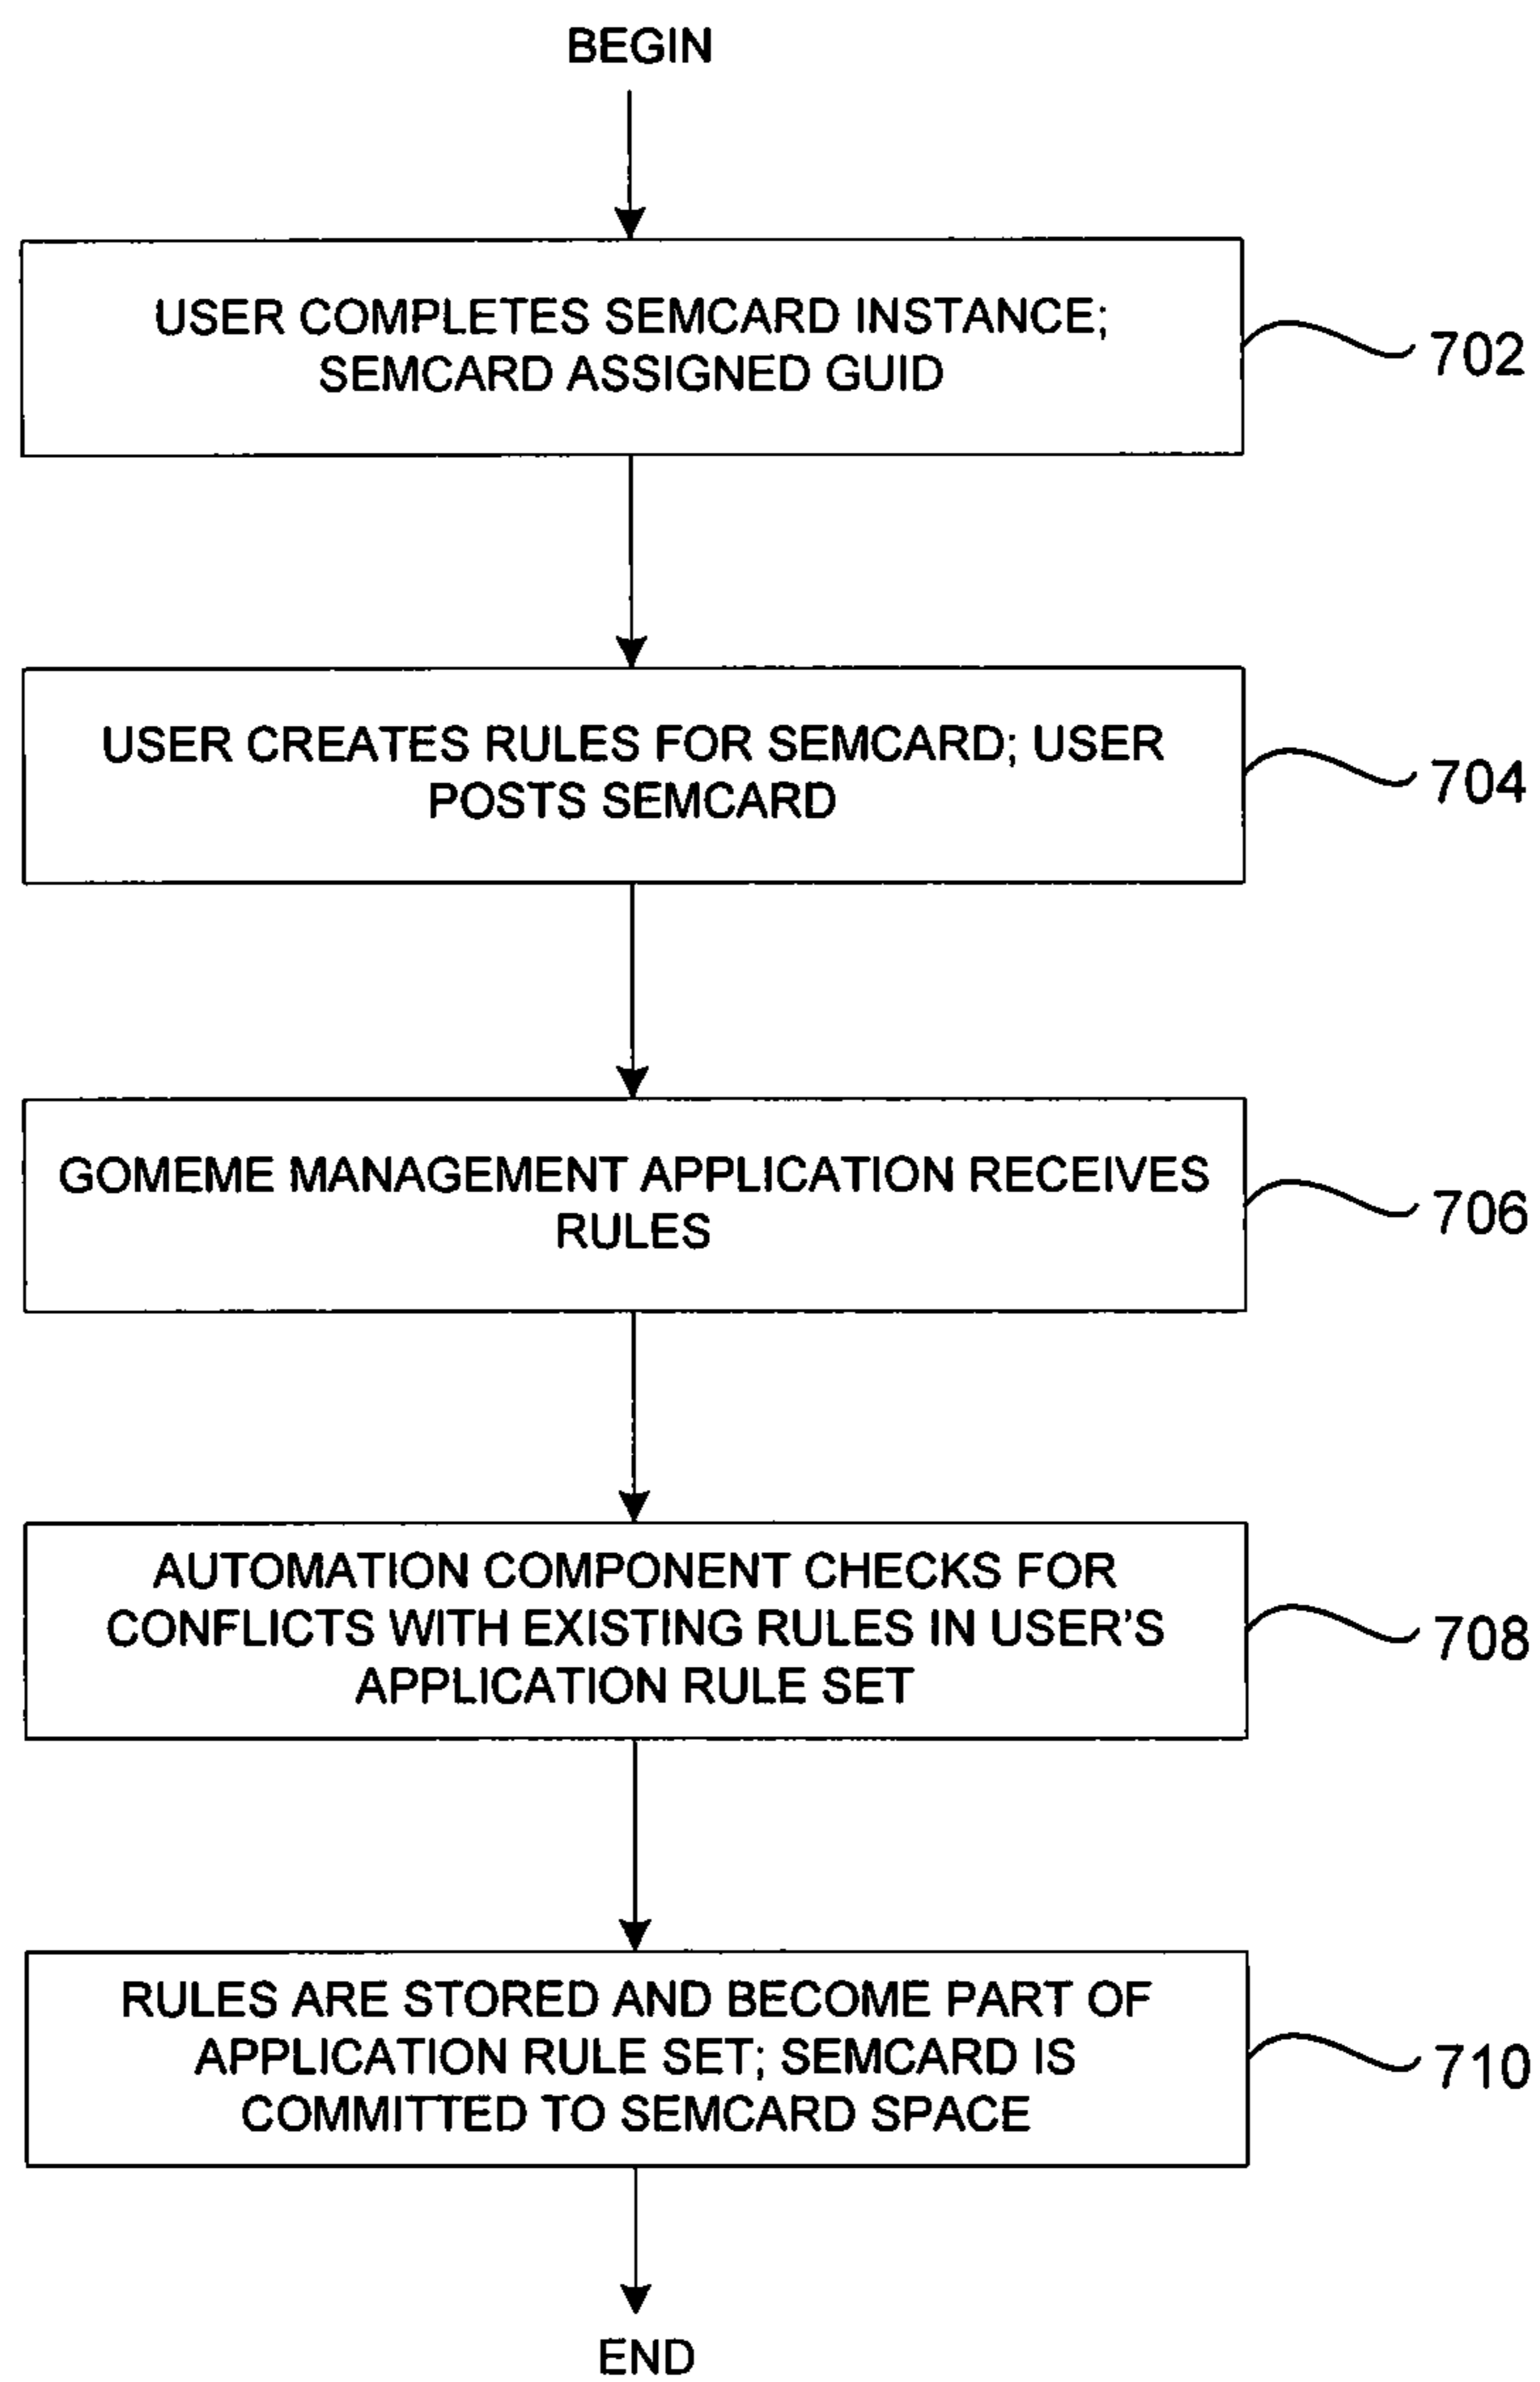 BEGIN
USER COMPLETES SEMCARD INSTANCE;
SEMCARD ASSIGNED GUID
702
USER CREATES RULES FOR SEMCARD; USER
POSTS SEMCARD
704
GOMEME MANAGEMENT APPLICATION RECEIVES
RULES
706
AUTOMATION COMPONENT CHECKS FOR
CONFLICTS WITH EXISTING RULES IN USER'S
APPLICATION RULE SET
708
RULES ARE STORED AND BECOME PART OF
APPLICATION RULE SET; SEMCARD IS
COMMITTED TO SEMCARD SPACE
710
END